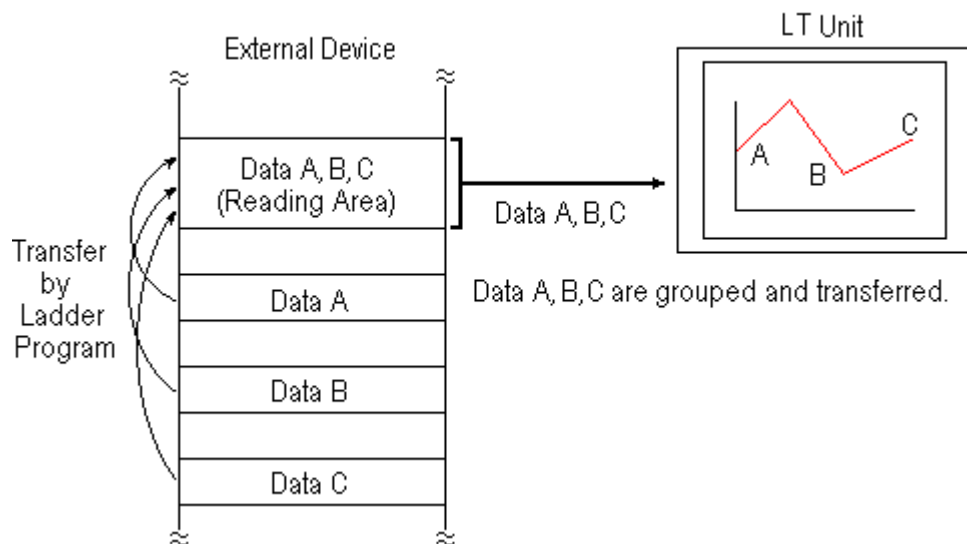 External Device
LT Unit
Data A, B, C
(Reading Area)
Data A, B, C
A
B
C
Transfer
by
Ladder
Program
Data A
Data A, B, C are grouped and transferred.
Data B
Data C